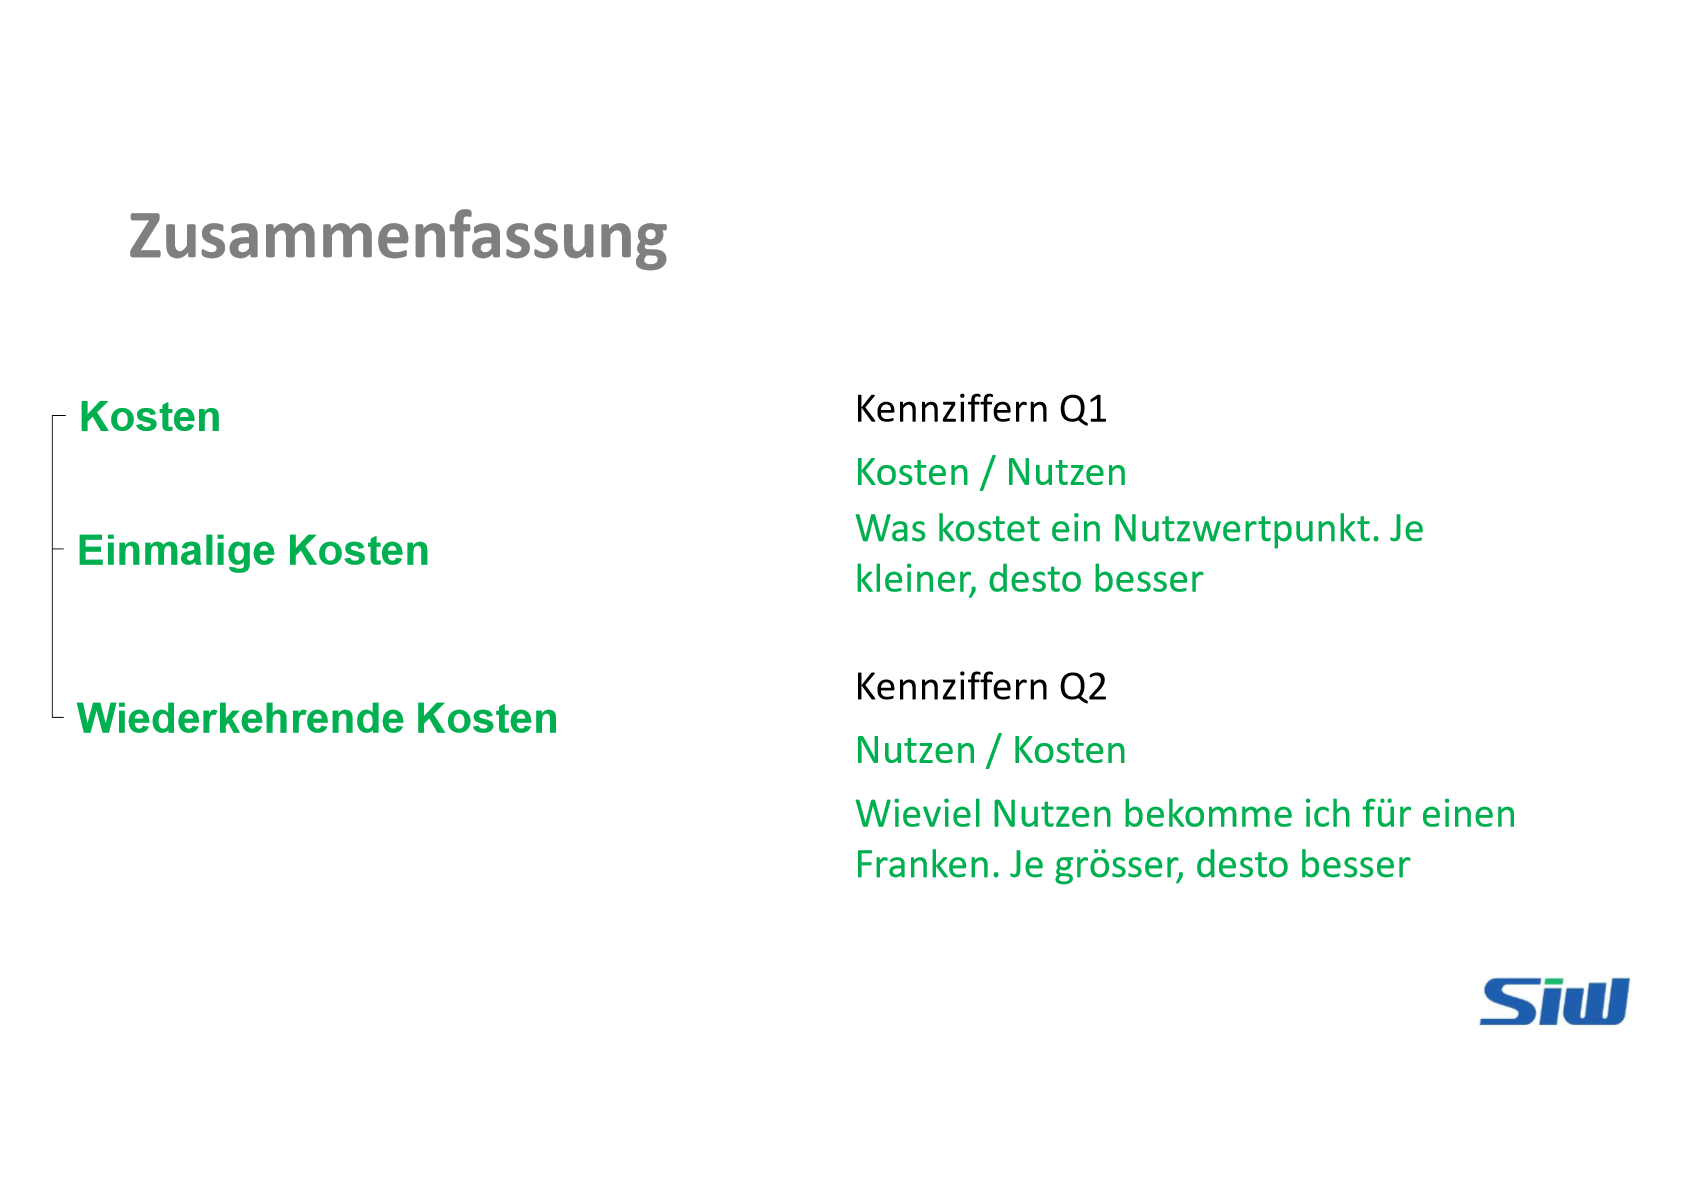 Zusammenfassung
Kosten
Einmalige Kosten
Wiederkehrende Kosten
Kennziffern Q1
Kosten / Nutzen
Was kostet ein Nutzwertpunkt. Je
kleiner, desto besser
Kennziffern Q2
Nutzen / Kosten
Wieviel Nutzen bekomme ich für einen
Franken. Je grösser, desto besser
Siw